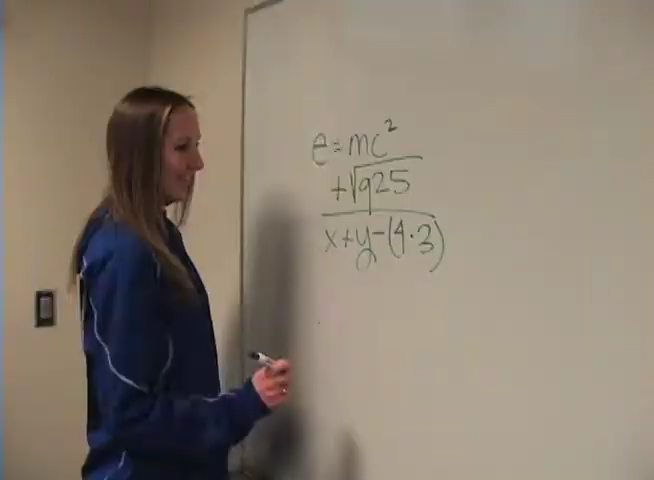 e=mc²
+√925
x+y-(4·3)